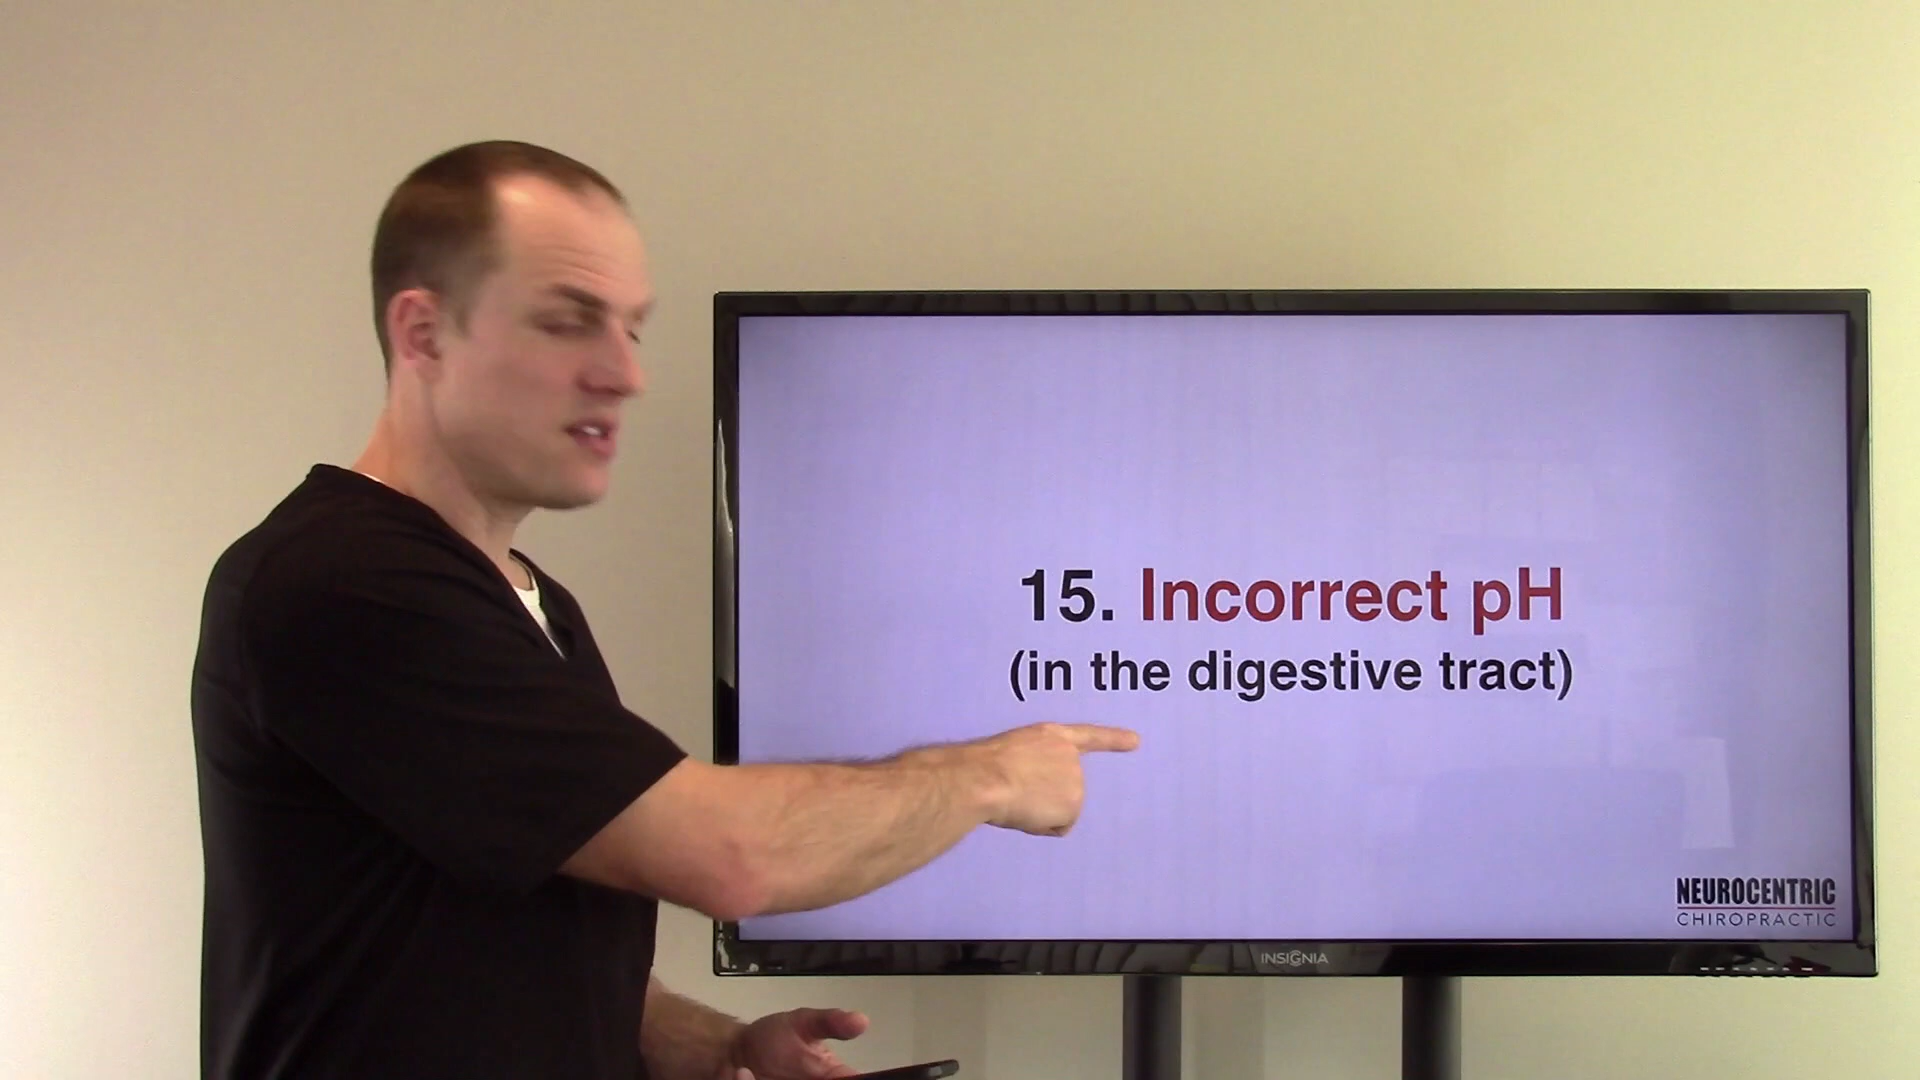 15. Incorrect pH
(in the digestive tract)
NEUROCENTRIC
CHIROPRACTIC
INSIGNIA